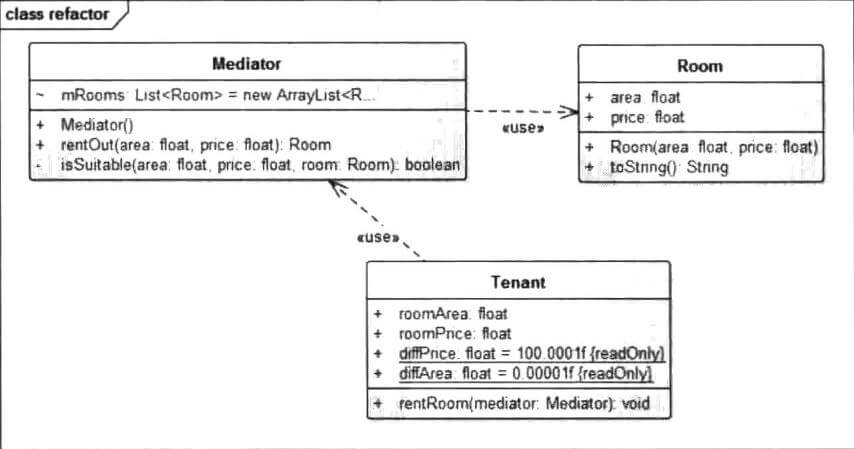 class refactor
Mediator
~ mRooms: List<Room> = new ArrayList<R...
+ Mediator()
+ rentOut(area: float, price: float): Room
- isSuitable(area: float, price: float, room: Room): boolean
Room
+ area: float
+ price: float
+ Room(area: float, price: float)
+ toString(): String
«use»
«use»
Tenant
+ roomArea: float
+ roomPrice: float
+ diffPrice: float = 100.0001f {readOnly}
+ diffArea: float = 0.00001f {readOnly}
+ rentRoom(mediator: Mediator): void